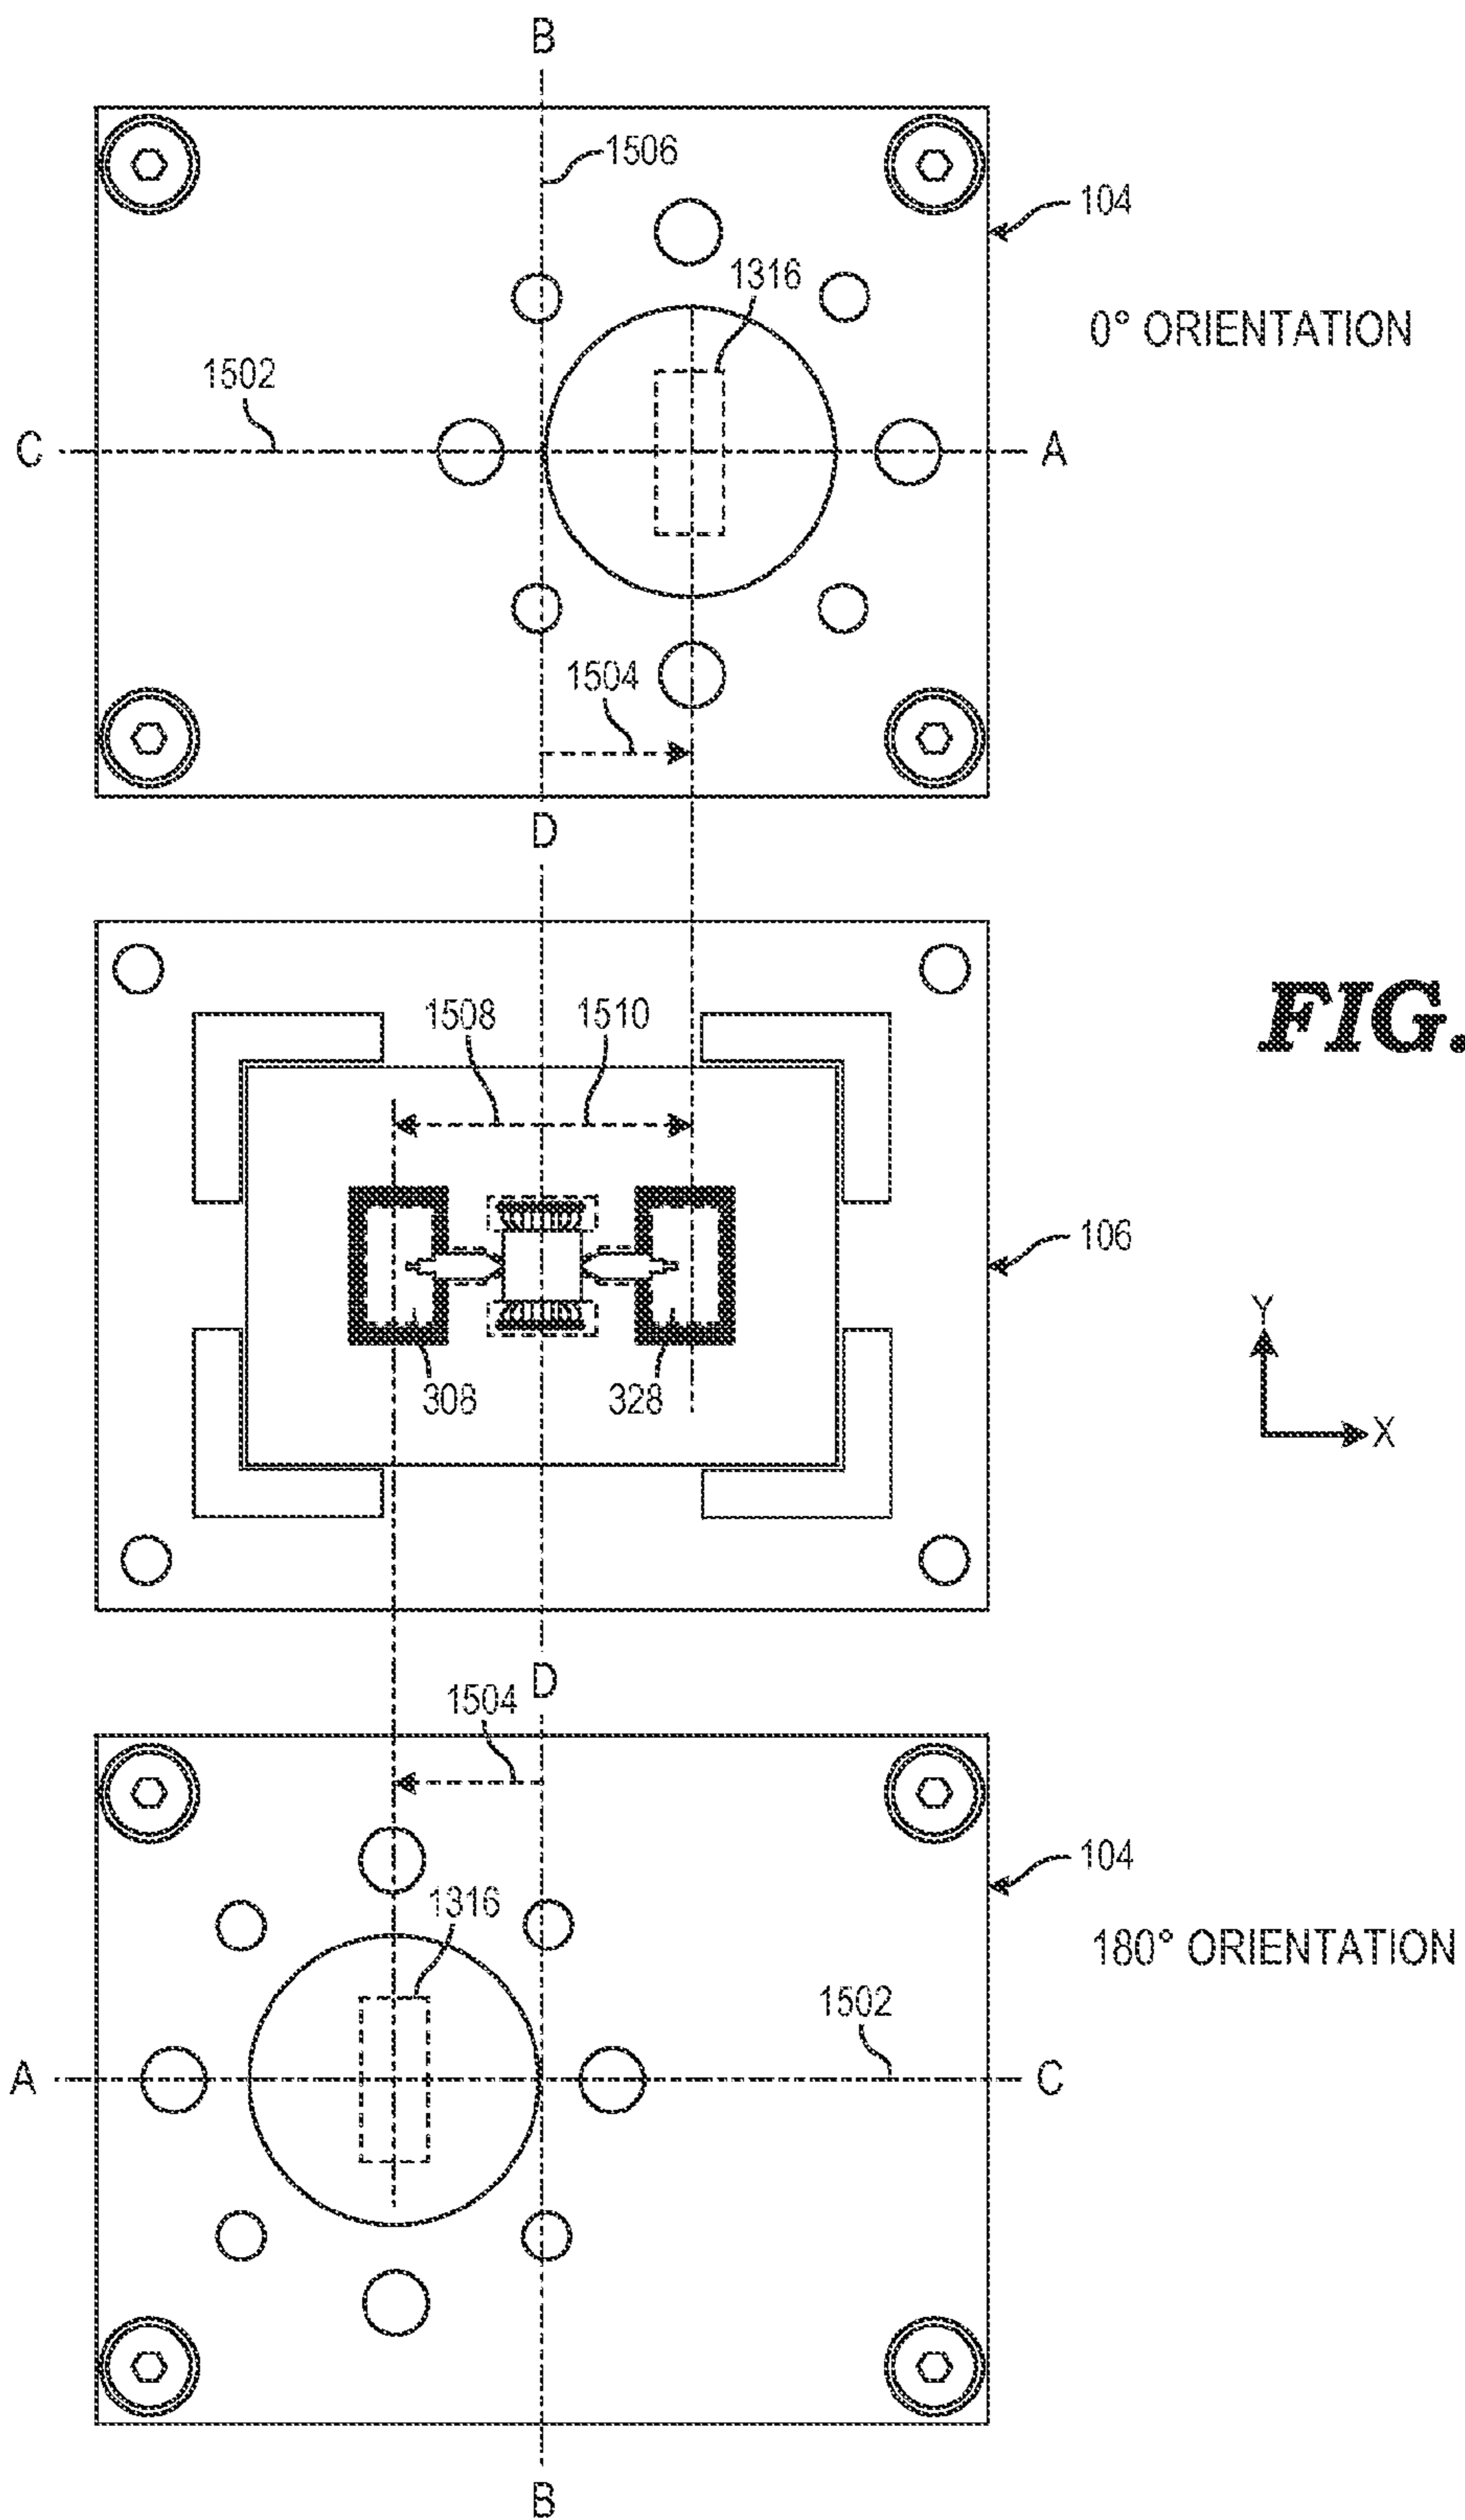 B
1506
104
1316
0° ORIENTATION
1502
C
A
1504
D
FIG.
1508
1510
106
Y
308
328
X
D
1504
104
1316
180° ORIENTATION
1502
A
C
B